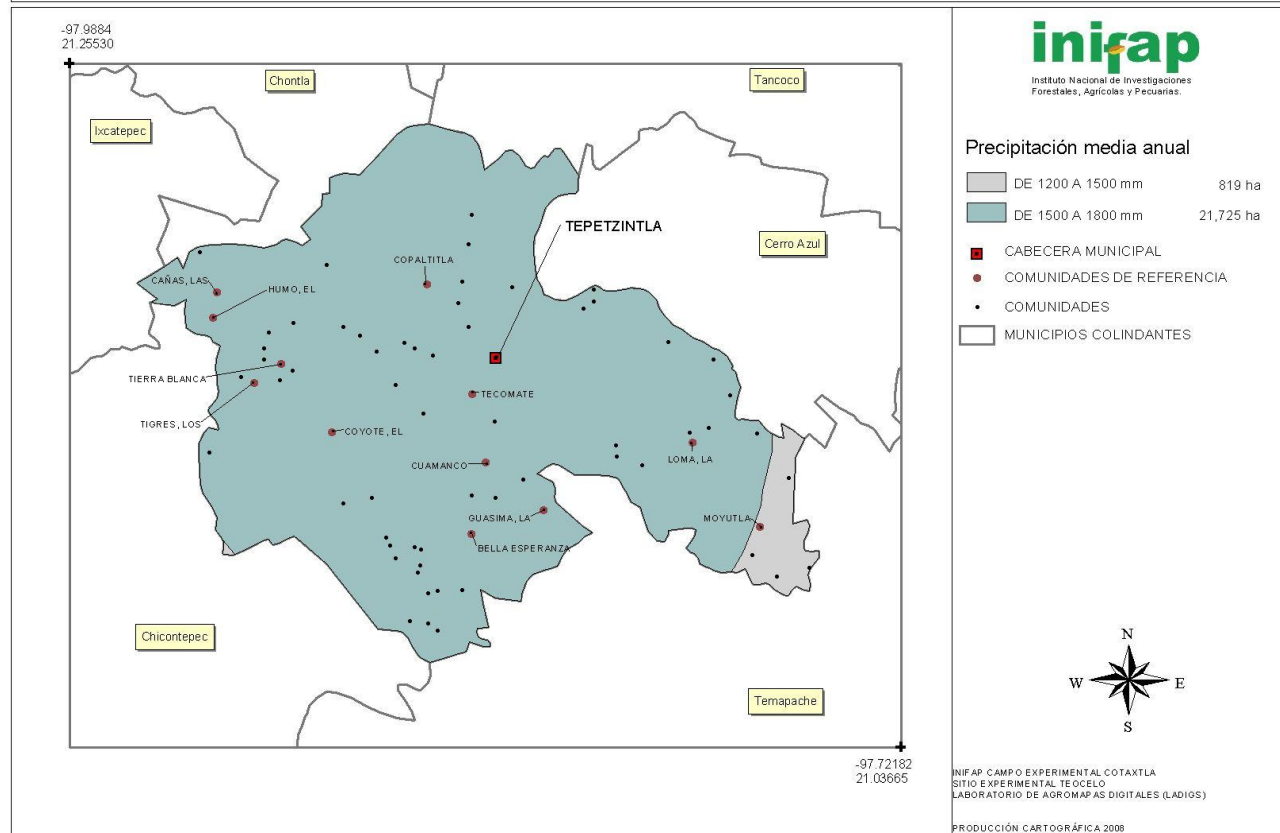 -97.9884
21.25530
Chontla
Tancoco
Ixcatepec
TEPETZINTLA
Cerro Azul
COPALTITLA
CAÑAS, LAS
HUMO, EL
TIERRA BLANCA
TECOMATE
TIGRES, LOS
COYOTE, EL
CUAMANCO
LOMA, LA
GUASIMA, LA
MOYUTLA
BELLA ESPERANZA
Chicontepec
Temapache
-97.72182
21.03665
inifap
Instituto Nacional de Investigaciones
Forestales, Agrícolas y Pecuarias.
Precipitación media anual
DE 1200 A 1500 mm 819 ha
DE 1500 A 1800 mm 21,725 ha
CABECERA MUNICIPAL
COMUNIDADES DE REFERENCIA
COMUNIDADES
MUNICIPIOS COLINDANTES
N
W E
S
INIFAP CAMPO EXPERIMENTAL COTAXTLA
SITIO EXPERIMENTAL TEOCELO
LABORATORIO DE AGROMAPAS DIGITALES (LADIGS)
PRODUCCIÓN CARTOGRÁFICA 2008